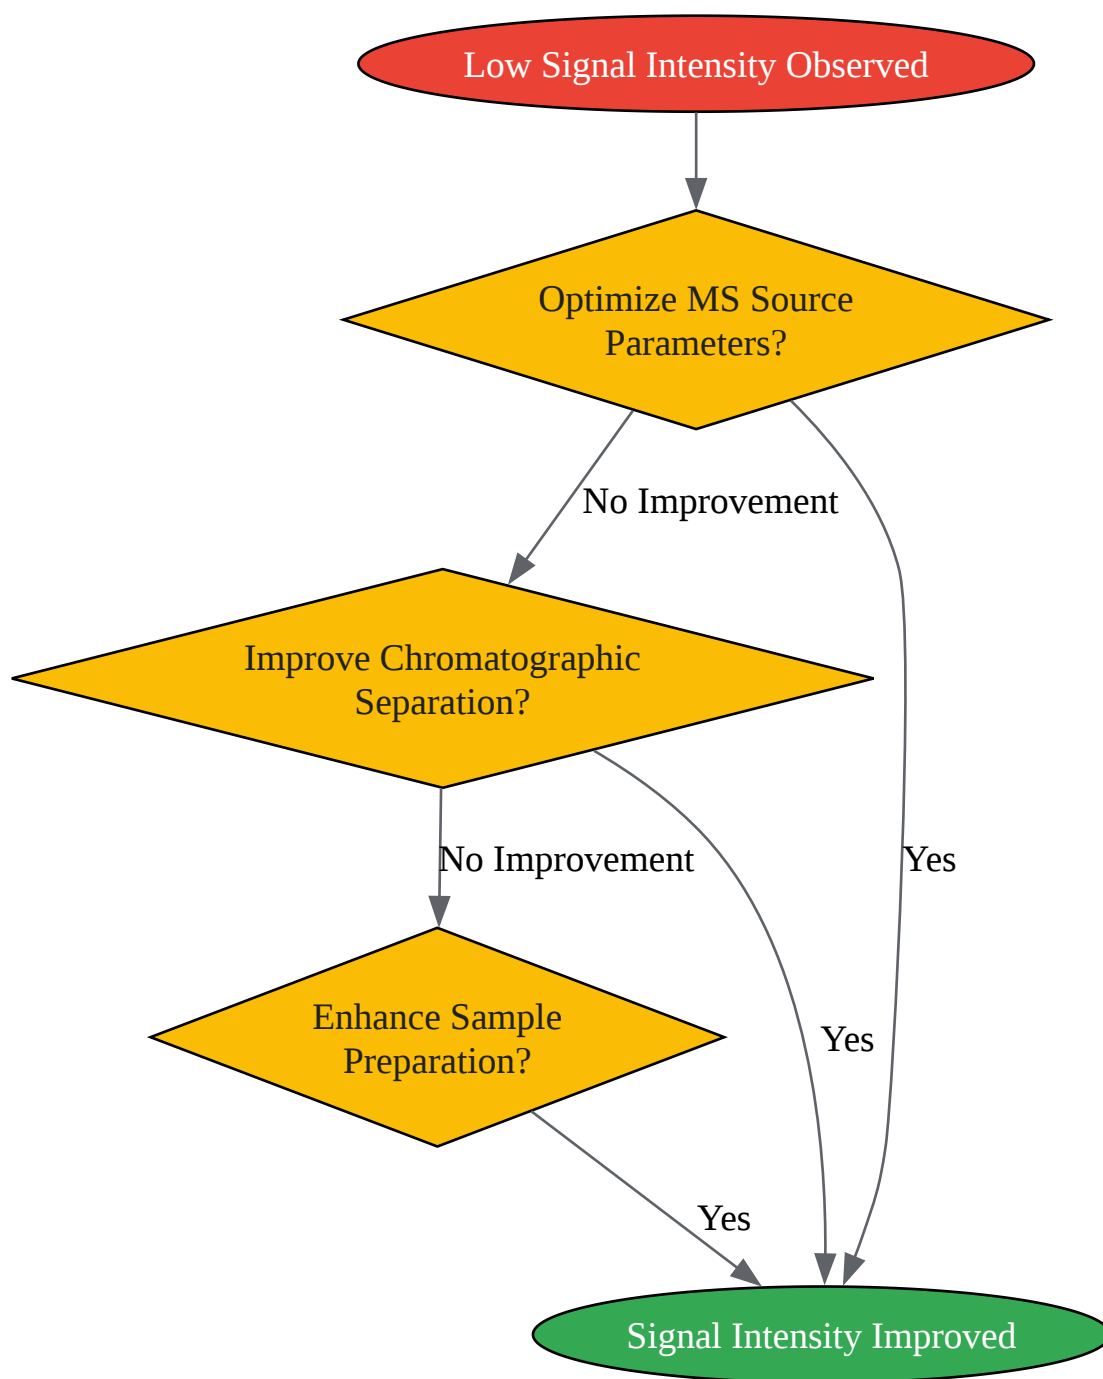 Low Signal Intensity Observed
Optimize MS Source
Parameters?
No Improvement
Improve Chromatographic
Separation?
No Improvement
Yes
Enhance Sample
Preparation?
Yes
Yes
Signal Intensity Improved